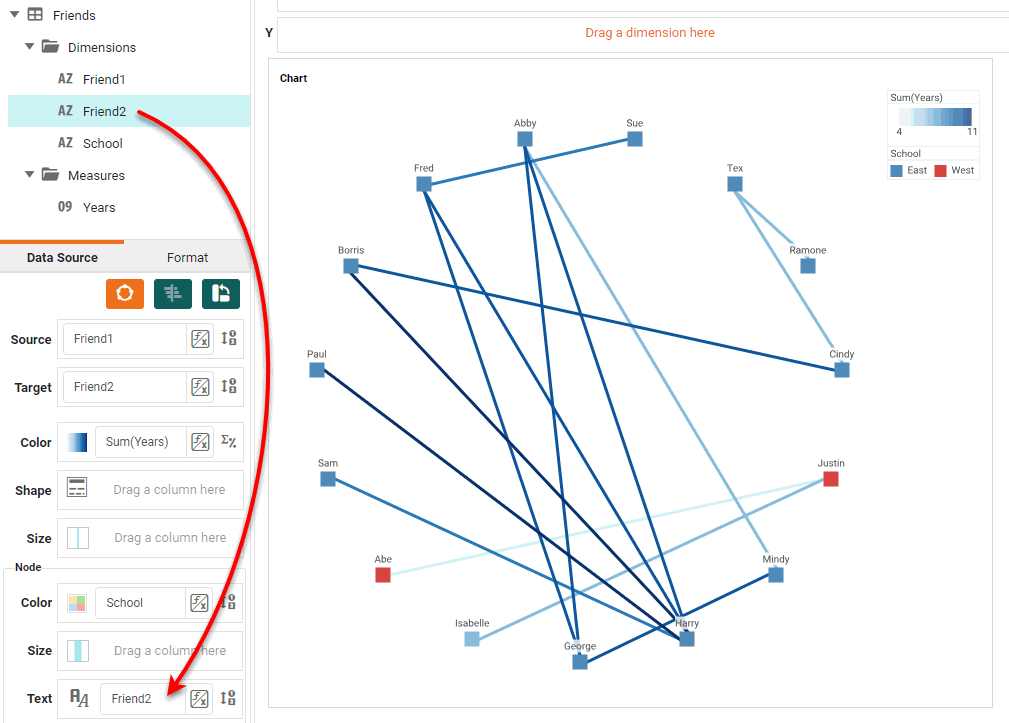 Friends
Dimensions
AZ Friend1
AZ Friend2
AZ School
Measures
09 Years
Data Source Format
Source Friend1
Target Friend2
Color Sum(Years)
Shape Drag a column here
Size Drag a column here
Node
Color School
Size Drag a column here
Text Friend2
Y Drag a dimension here
Chart
Sum(Years)
4 11
School
East West
Abby
Sue
Fred
Tex
Borris
Ramone
Paul
Cindy
Sam
Justin
Abe
Mindy
Isabelle
Harry
George